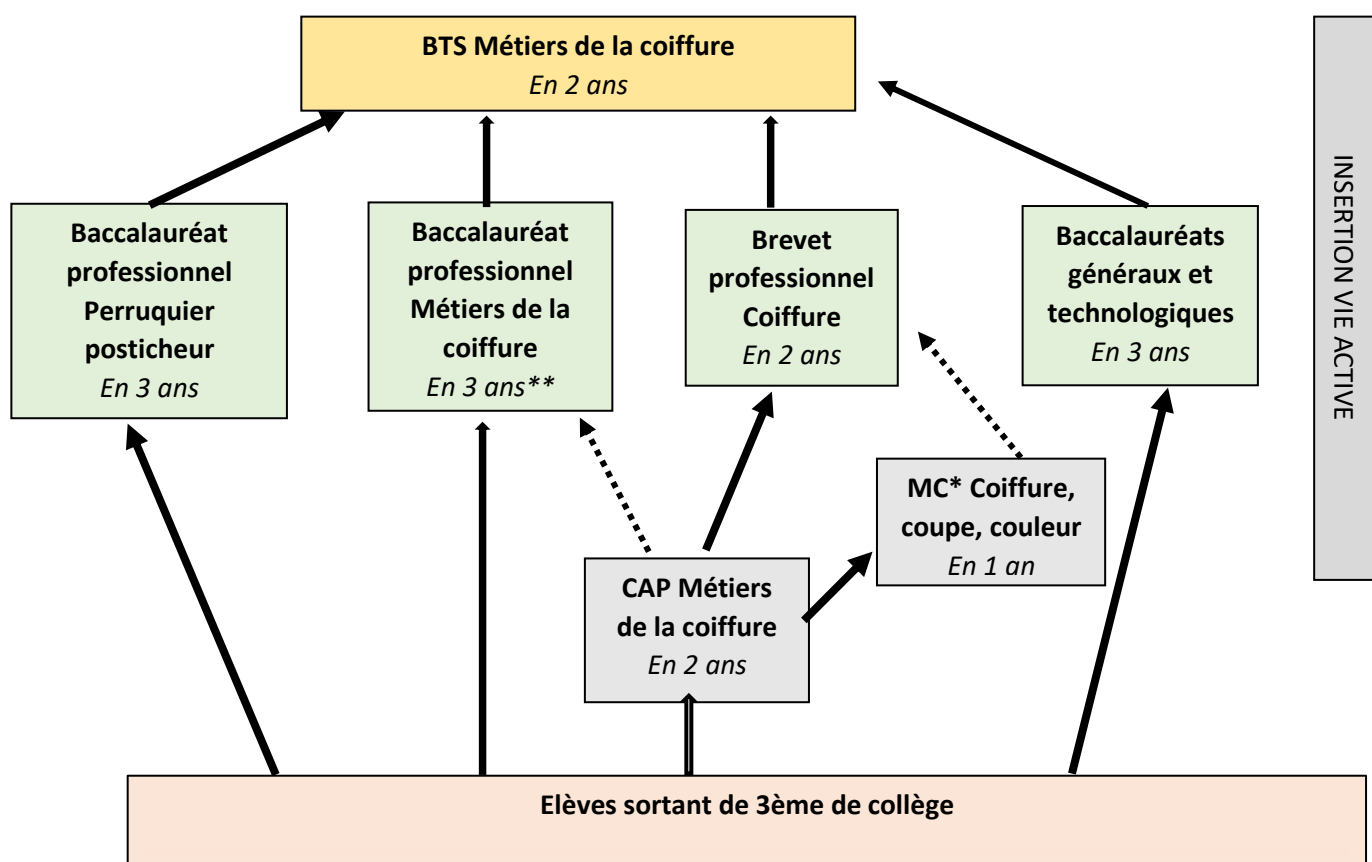 BTS Métiers de la coiffure
En 2 ans
Baccalauréat
professionnel
Perruquier
posticheur
En 3 ans
Baccalauréat
professionnel
Métiers de la
coiffure
En 3 ans**
Brevet
professionnel
Coiffure
En 2 ans
Baccalauréats
généraux et
technologiques
En 3 ans
INSERTION VIE ACTIVE
MC* Coiffure,
coupe, couleur
En 1 an
CAP Métiers
de la coiffure
En 2 ans
Elèves sortant de 3ème de collège